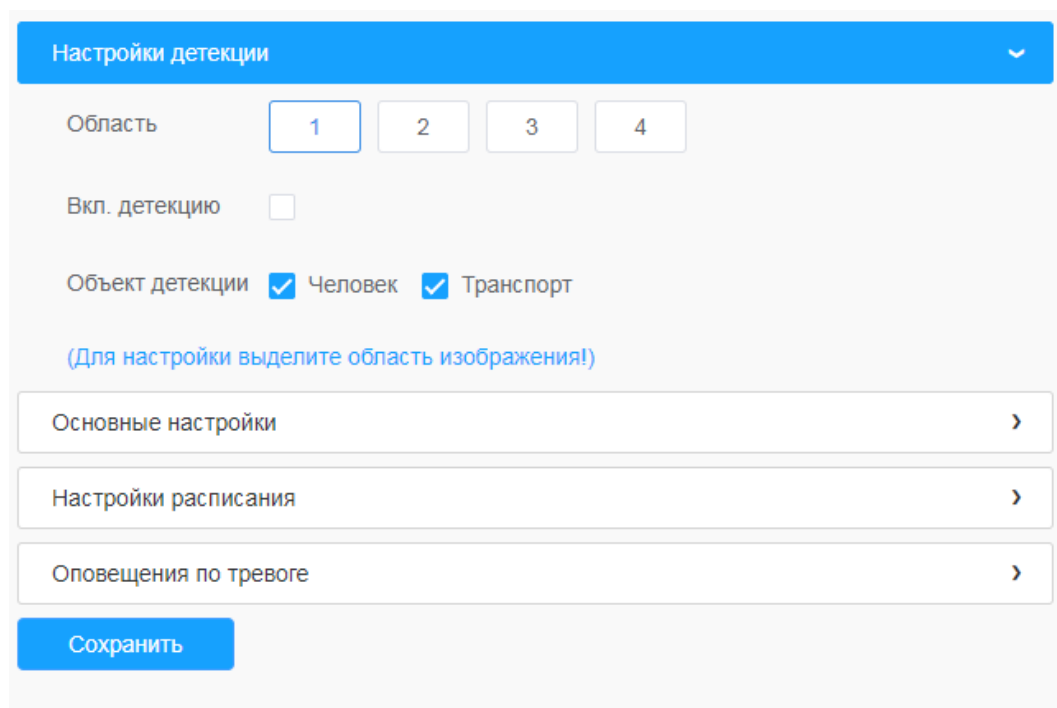 Настройки детекции
Область 1 2 3 4
Вкл. детекцию
Объект детекции Человек Транспорт
(Для настройки выделите область изображения!)
Основные настройки
Настройки расписания
Оповещения по тревоге
Сохранить